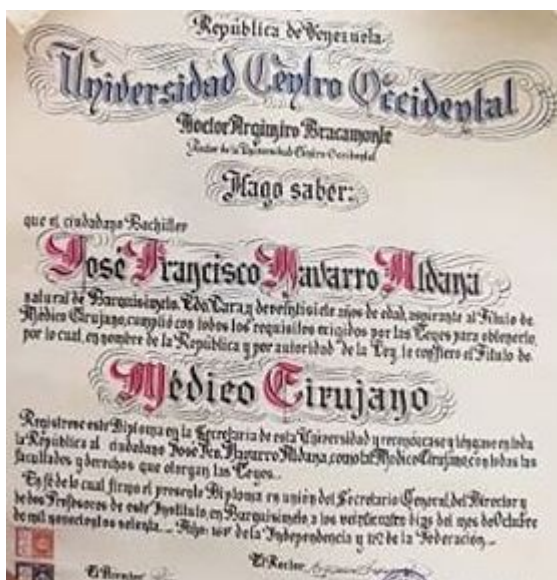 República de Venezuela
Universidad Centro Occidental
Doctor Argimiro Bracamonte
Rector de la Universidad Centro Occidental
Hago saber:
que el ciudadano Bachiller
José Francisco Navarro Aldana
natural de Barquisimeto, Edo. Lara, y de veintisiete años de edad, aspirante al Título de
Médico Cirujano, cumplió con todos los requisitos exigidos por las Leyes para obtenerlo,
por lo cual, en nombre de la República y por autoridad de la Ley, le confiero el Título de
Médico Cirujano
Regístrese este Diploma en la Secretaría de esta Universidad y reconózcase y téngase en toda
la República al ciudadano José Fco. Navarro Aldana, como tal Médico Cirujano, con todas las
facultades y derechos que otorgan las Leyes.
En fé de lo cual firmo el presente Diploma en unión del Secretario General, del Director y
de dos Profesores de este Instituto, en Barquisimeto, a los veinticuatro días del mes de Octubre
de mil novecientos setenta. Año: 160º de la Independencia y 112 de la Federación
El Rector
El Director